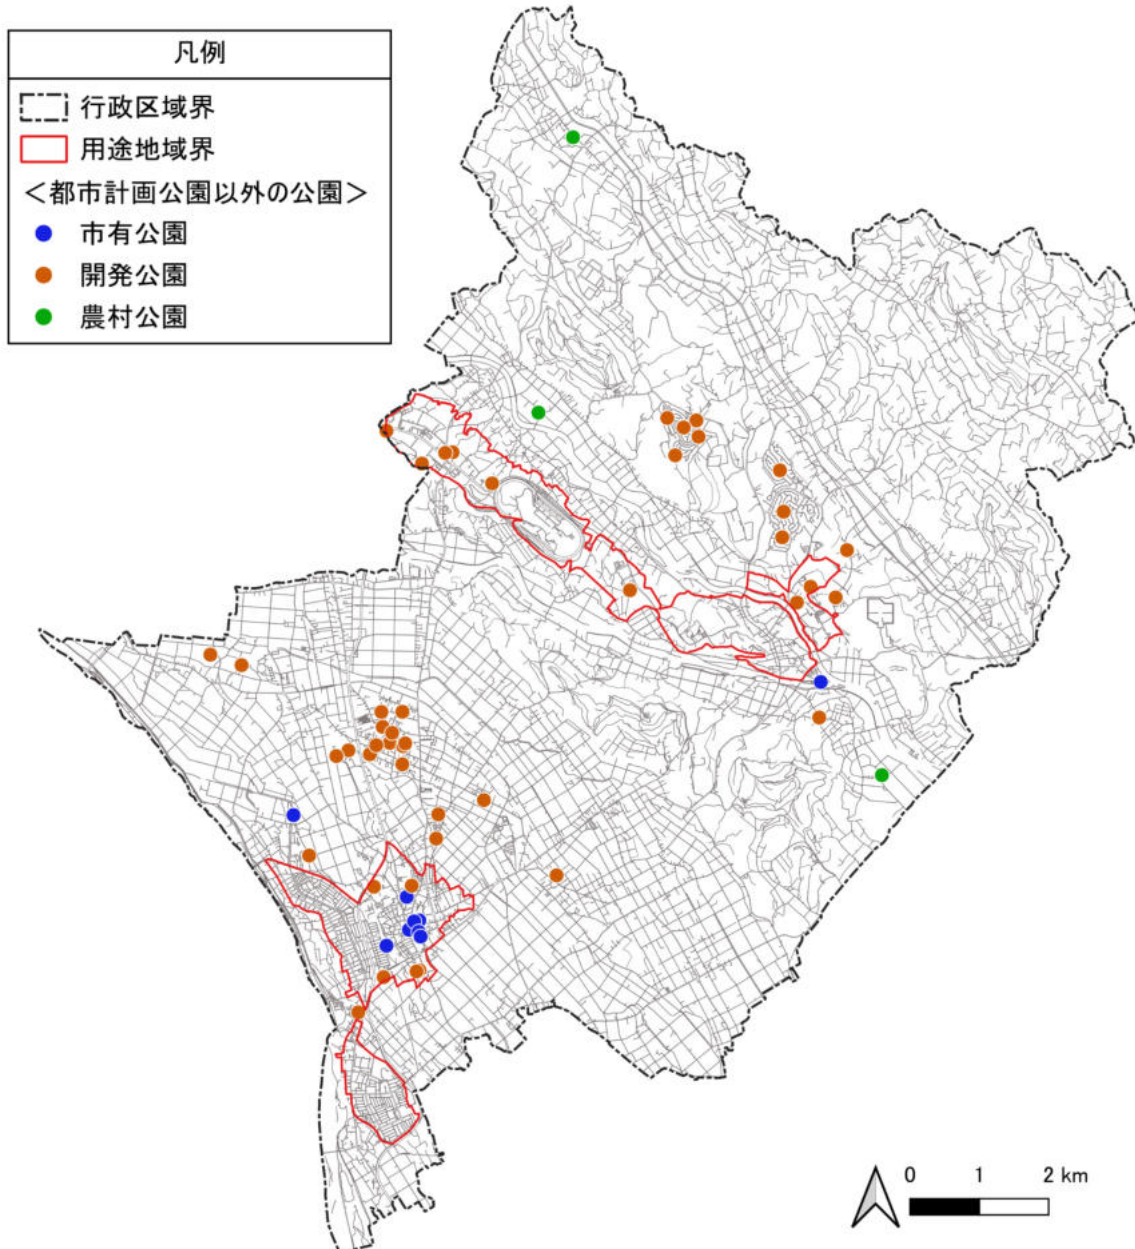 凡例
行政区域界
用途地域界
＜都市計画公園以外の公園＞
市有公園
開発公園
農村公園
0 1 2 km